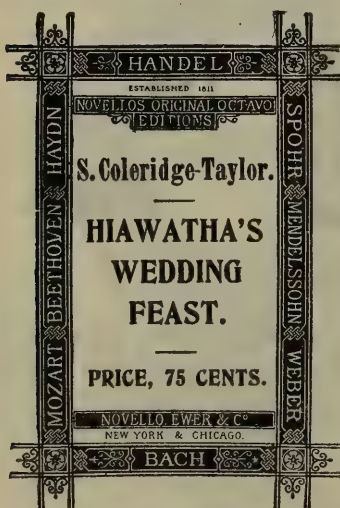 HANDEL
ESTABLISHED 1811
NOVELLO'S ORIGINAL OCTAVO
EDITIONS
S. Coleridge-Taylor.
HIAWATHA'S
WEDDING
FEAST.
PRICE, 75 CENTS.
NOVELLO, EWER & Co
NEW YORK & CHICAGO.
BACH
MOZART BEETHOVEN HAYDN
SPOHR MENDELSSOHN WEBER